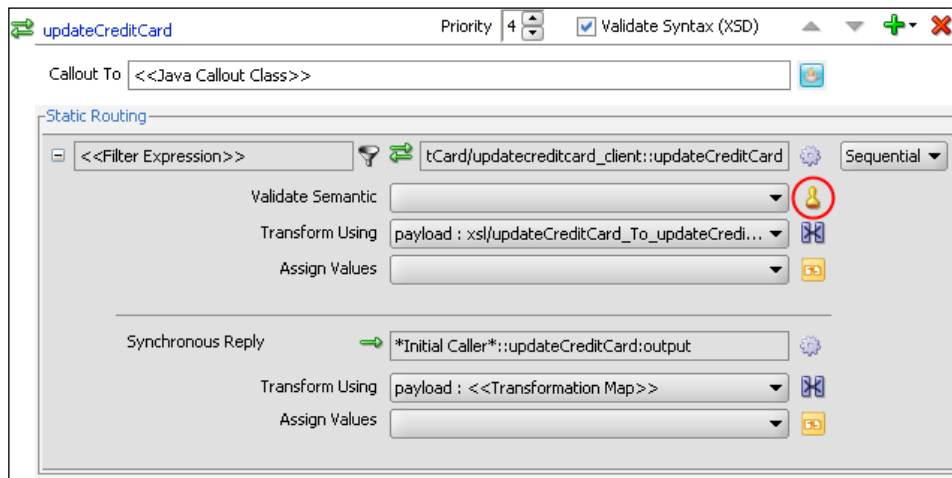 updateCreditCard Priority 4 Validate Syntax (XSD)
Callout To <<Java Callout Class>>
Static Routing
<<Filter Expression>> tCard/updatecreditcard_client::updateCreditCard Sequential
Validate Semantic
Transform Using payload : xsl/updateCreditCard_To_updateCredi...
Assign Values
Synchronous Reply *Initial Caller*::updateCreditCard:output
Transform Using payload : <<Transformation Map>>
Assign Values